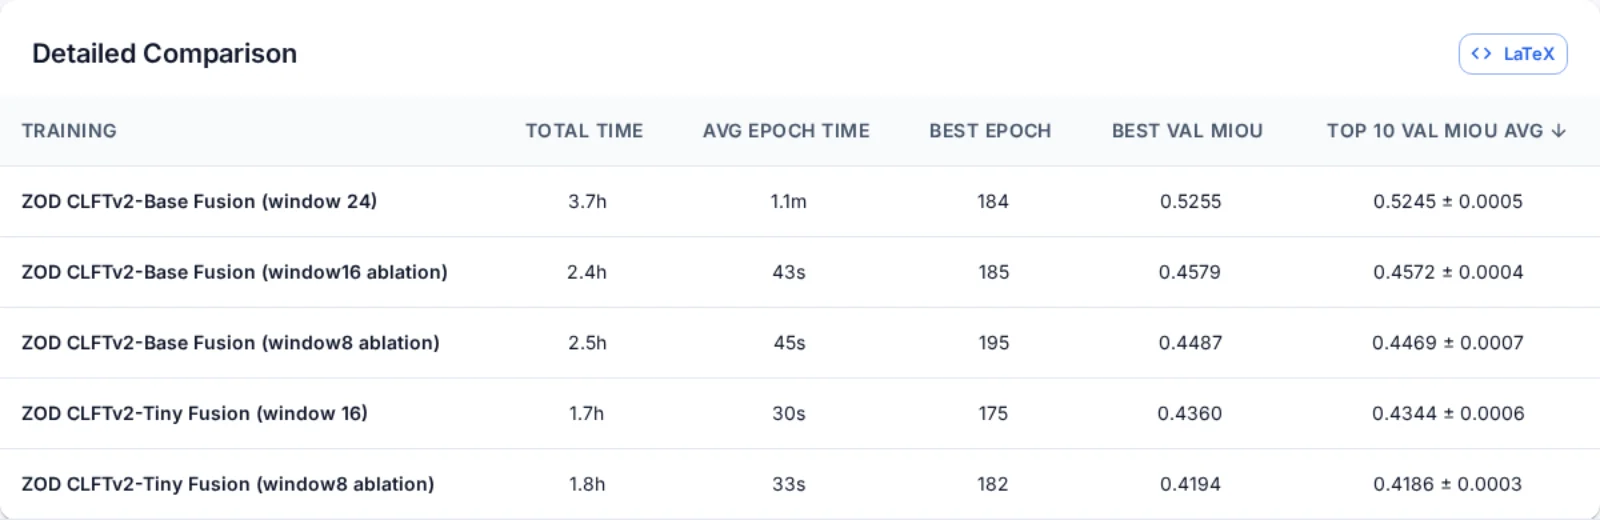 Detailed Comparison
<> LaTeX
TRAINING TOTAL TIME AVG EPOCH TIME BEST EPOCH BEST VAL MIOU TOP 10 VAL MIOU AVG ↓
ZOD CLFTv2-Base Fusion (window 24) 3.7h 1.1m 184 0.5255 0.5245 ± 0.0005
ZOD CLFTv2-Base Fusion (window16 ablation) 2.4h 43s 185 0.4579 0.4572 ± 0.0004
ZOD CLFTv2-Base Fusion (window8 ablation) 2.5h 45s 195 0.4487 0.4469 ± 0.0007
ZOD CLFTv2-Tiny Fusion (window 16) 1.7h 30s 175 0.4360 0.4344 ± 0.0006
ZOD CLFTv2-Tiny Fusion (window8 ablation) 1.8h 33s 182 0.4194 0.4186 ± 0.0003